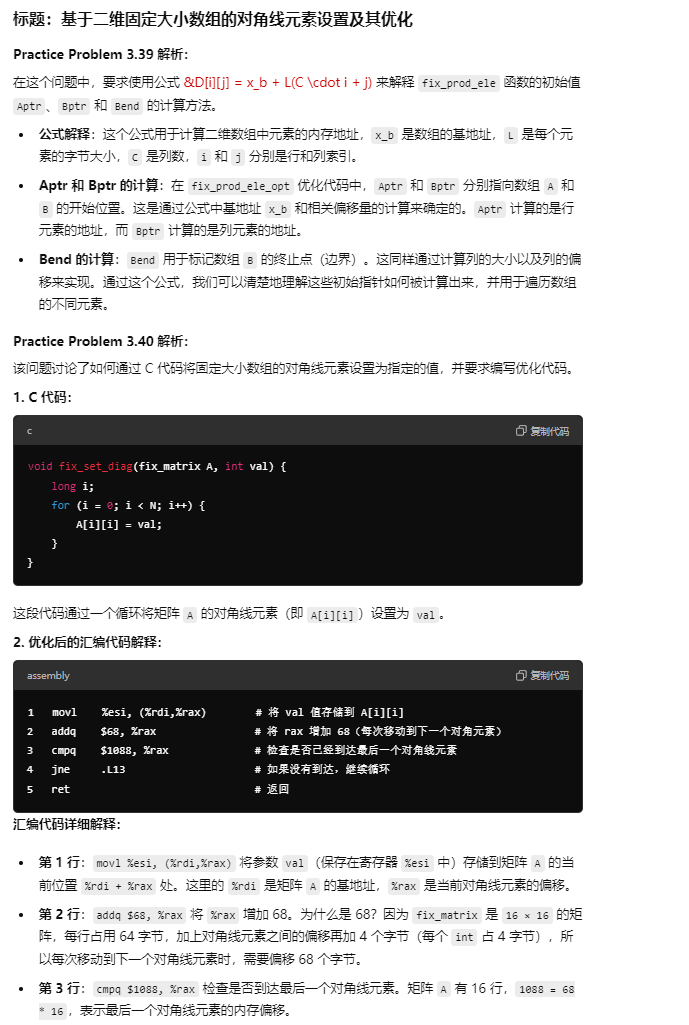 标题：基于二维固定大小数组的对角线元素设置及其优化
Practice Problem 3.39 解析：
在这个问题中，要求使用公式 &D[i][j] = x_b + L(C \cdot i + j) 来解释 fix_prod_ele 函数的初始值
Aptr 、 Bptr 和 Bend 的计算方法。
• 公式解释：这个公式用于计算二维数组中元素的内存地址， x_b 是数组的基地址， L 是每个元
素的字节大小， C 是列数， i 和 j 分别是行和列索引。
• Aptr 和 Bptr 的计算：在 fix_prod_ele_opt 优化代码中， Aptr 和 Bptr 分别指向数组 A 和
B 的开始位置。这是通过公式中基地址 x_b 和相关偏移量的计算来确定的。 Aptr 计算的是行
元素的地址，而 Bptr 计算的是列元素的地址。
• Bend 的计算： Bend 用于标记数组 B 的终止点（边界）。这同样通过计算列的大小以及列的偏
移来实现。通过这个公式，我们可以清楚地理解这些初始指针如何被计算出来，并用于遍历数组
的不同元素。
Practice Problem 3.40 解析：
该问题讨论了如何通过 C 代码将固定大小数组的对角线元素设置为指定的值，并要求编写优化代码。
1. C 代码：
c 复制代码
void fix_set_diag(fix_matrix A, int val) {
    long i;
    for (i = 0; i < N; i++) {
        A[i][i] = val;
    }
}
这段代码通过一个循环将矩阵 A 的对角线元素（即 A[i][i] ）设置为 val 。
2. 优化后的汇编代码解释：
assembly 复制代码
1 movl %esi, (%rdi,%rax) # 将 val 值存储到 A[i][i]
2 addq $68, %rax # 将 rax 增加 68（每次移动到下一个对角元素）
3 cmpq $1088, %rax # 检查是否已经到达最后一个对角线元素
4 jne .L13 # 如果没有到达，继续循环
5 ret # 返回
汇编代码详细解释：
• 第 1 行： movl %esi, (%rdi,%rax) 将参数 val （保存在寄存器 %esi 中）存储到矩阵 A 的当
前位置 %rdi + %rax 处。这里的 %rdi 是矩阵 A 的基地址， %rax 是当前对角线元素的偏移。
• 第 2 行： addq $68, %rax 将 %rax 增加 68。为什么是 68？因为 fix_matrix 是 16 × 16 的矩
阵，每行占用 64 字节，加上对角线元素之间的偏移再加 4 个字节（每个 int 占 4 字节），所
以每次移动到下一个对角线元素时，需要偏移 68 个字节。
• 第 3 行： cmpq $1088, %rax 检查是否到达最后一个对角线元素。矩阵 A 有 16 行， 1088 = 68
* 16 ，表示最后一个对角线元素的内存偏移。